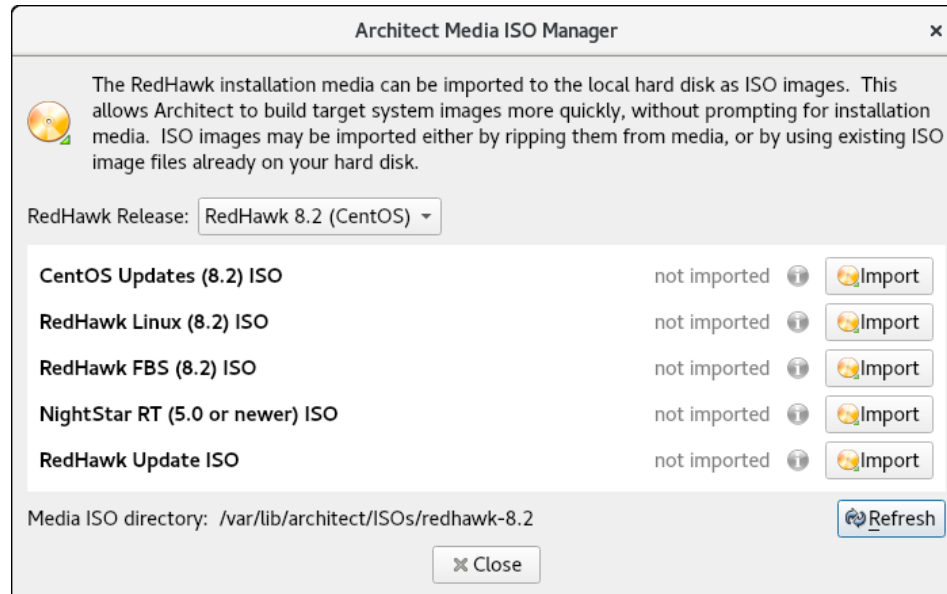 Architect Media ISO Manager ×
The RedHawk installation media can be imported to the local hard disk as ISO images.  This
allows Architect to build target system images more quickly, without prompting for installation
media.  ISO images may be imported either by ripping them from media, or by using existing ISO
image files already on your hard disk.
RedHawk Release: RedHawk 8.2 (CentOS)
CentOS Updates (8.2) ISO not imported Import
RedHawk Linux (8.2) ISO not imported Import
RedHawk FBS (8.2) ISO not imported Import
NightStar RT (5.0 or newer) ISO not imported Import
RedHawk Update ISO not imported Import
Media ISO directory: /var/lib/architect/ISOs/redhawk-8.2 Refresh
Close